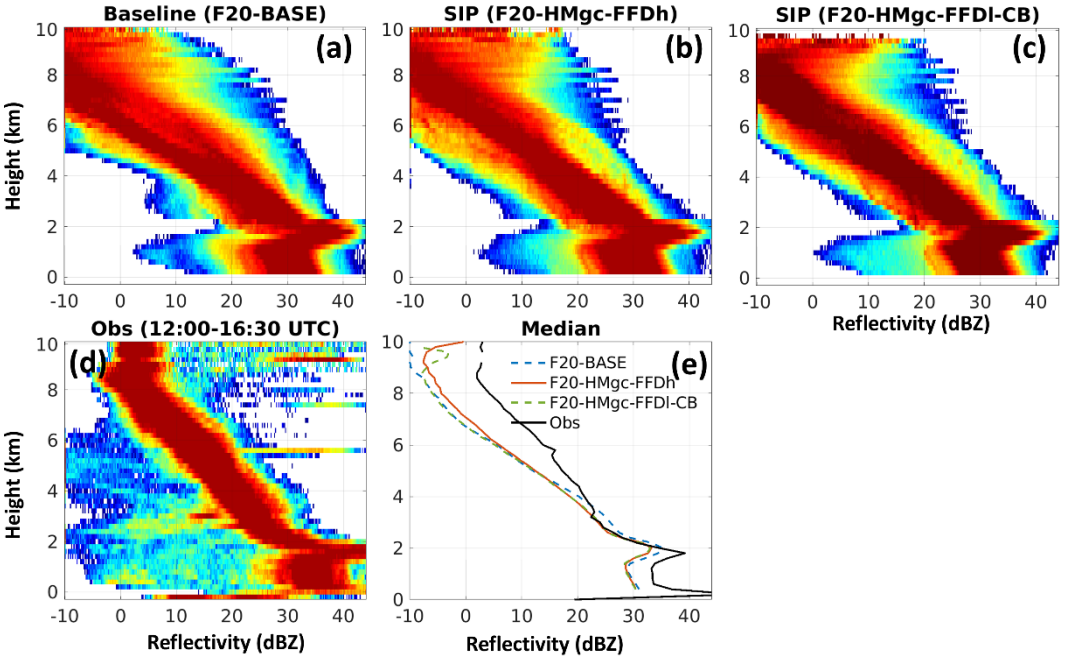 Baseline (F20-BASE)
SIP (F20-HMgc-FFDh)
SIP (F20-HMgc-FFDl-CB)
(a)
(b)
(c)
Height (km)
10
8
6
4
2
0
10
8
6
4
2
0
10
8
6
4
2
0
-10 0 10 20 30 40
-10 0 10 20 30 40
-10 0 10 20 30 40
Reflectivity (dBZ)
Obs (12:00-16:30 UTC)
Median
(d)
(e)
F20-BASE
F20-HMgc-FFDh
F20-HMgc-FFDl-CB
Obs
Height (km)
10
8
6
4
2
0
10
8
6
4
2
0
-10 0 10 20 30 40
-10 0 10 20 30 40
Reflectivity (dBZ)
Reflectivity (dBZ)